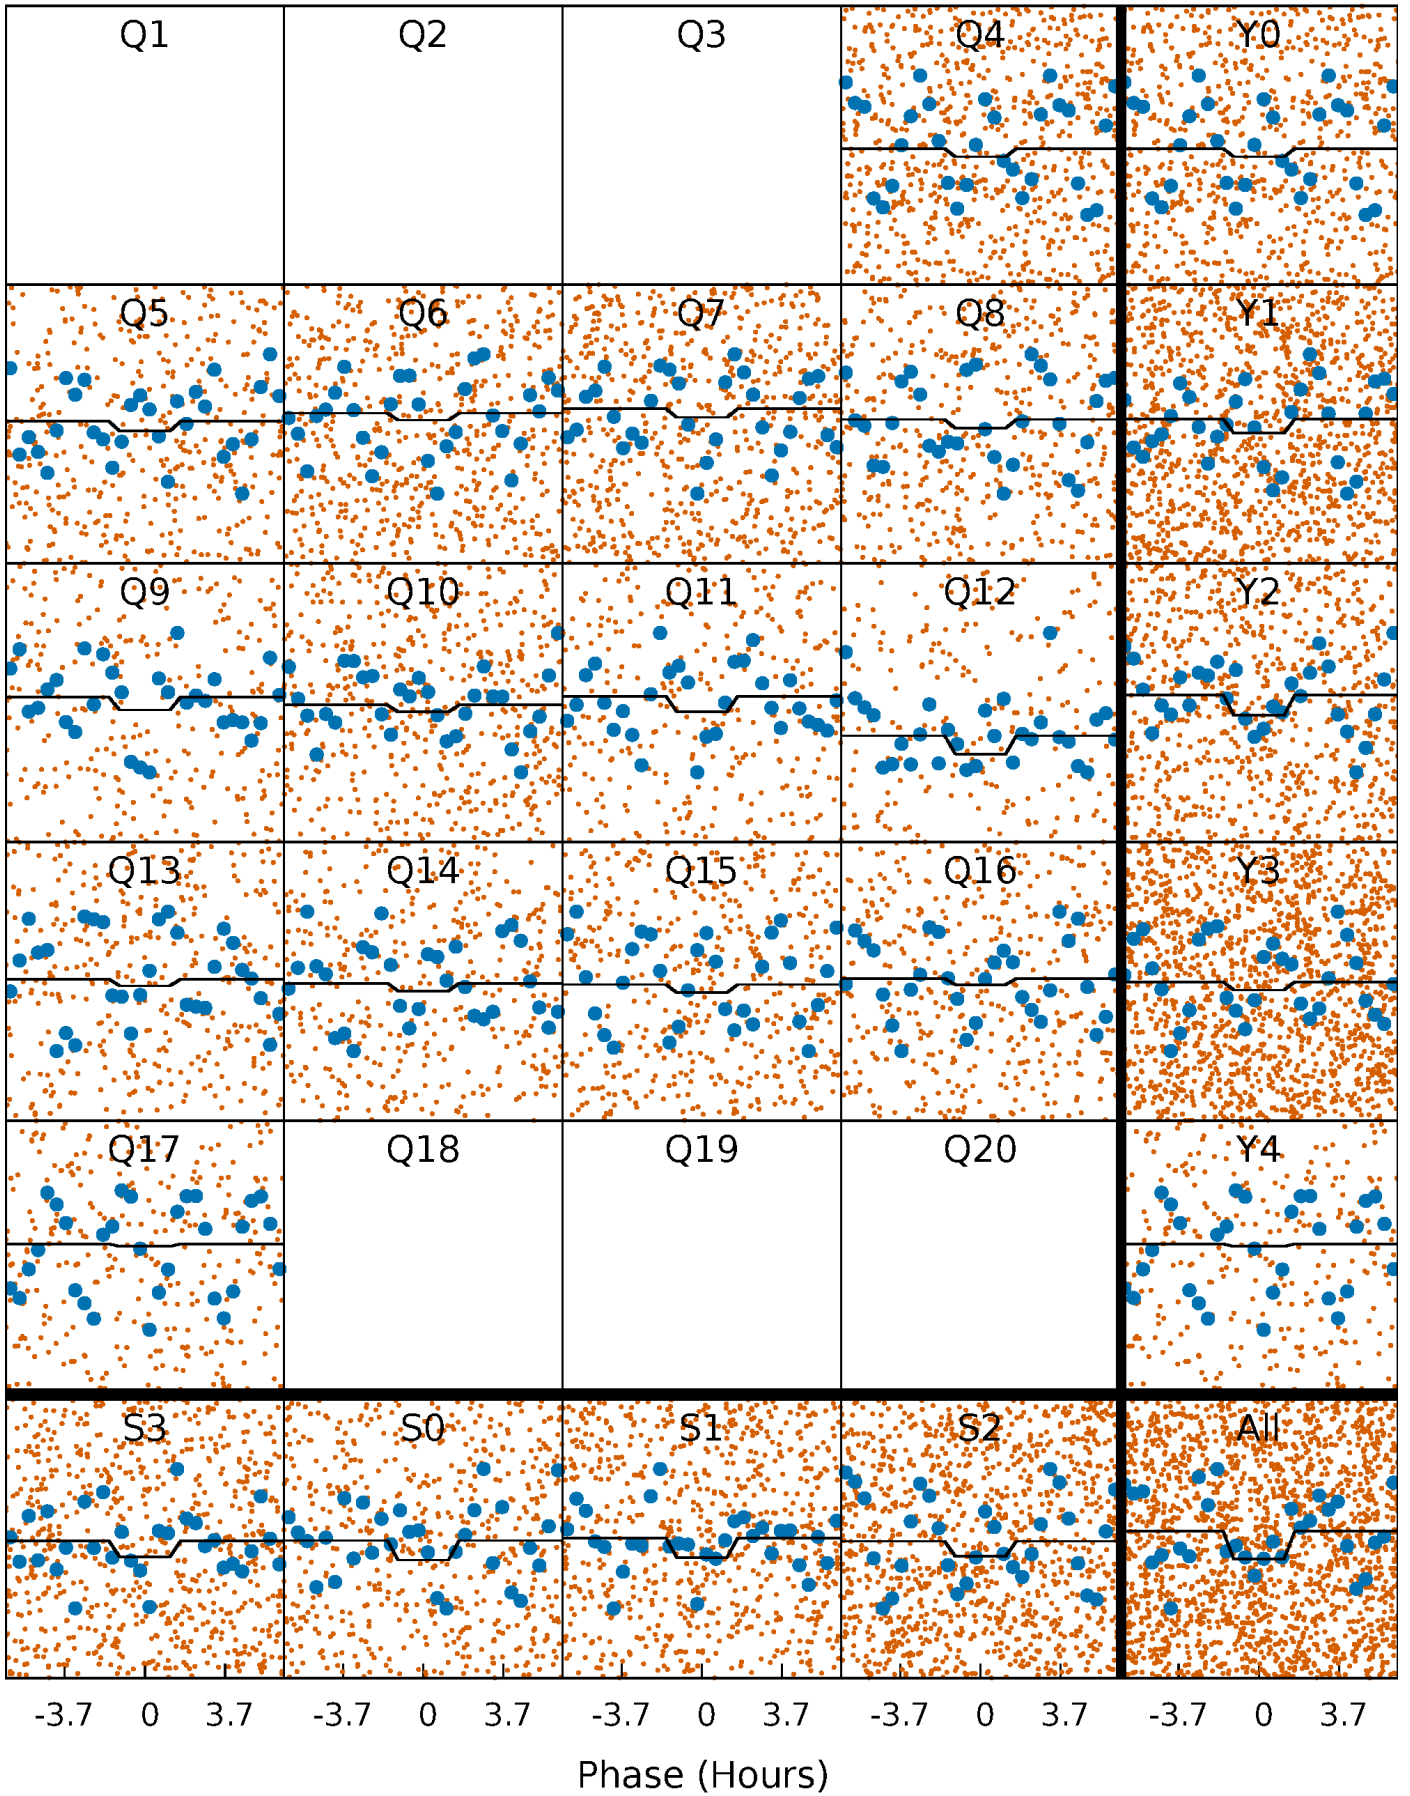 Q1 Q2 Q3 Q4 Y0
Q5 Q6 Q7 Q8 Y1
Q9 Q10 Q11 Q12 Y2
Q13 Q14 Q15 Q16 Y3
Q17 Q18 Q19 Q20 Y4
S3 S0 S1 S2 All
-3.7 0 3.7 -3.7 0 3.7 -3.7 0 3.7 -3.7 0 3.7 -3.7 0 3.7
Phase (Hours)